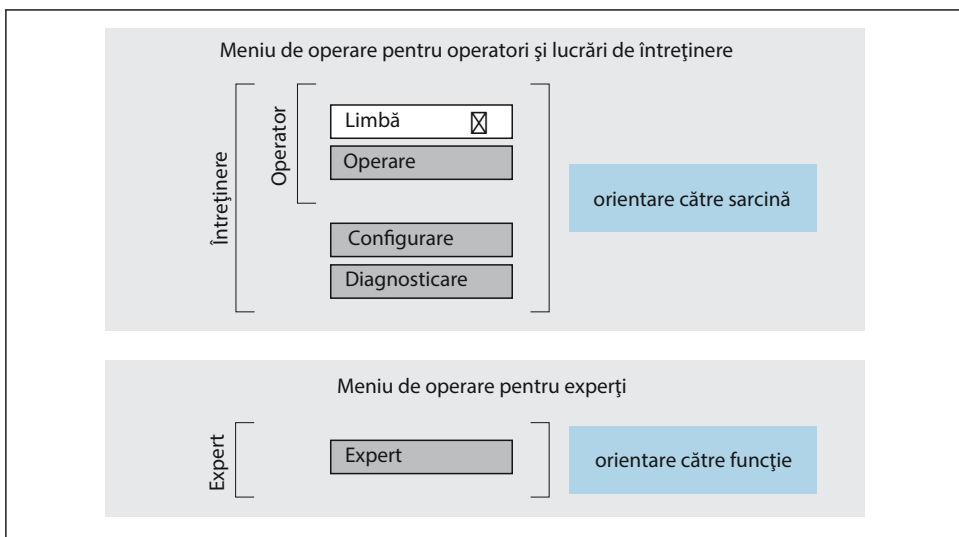 Meniu de operare pentru operatori şi lucrări de întreţinere
Întreţinere
Operator
Limbă
Operare
Configurare
Diagnosticare
orientare către sarcină
Meniu de operare pentru experţi
Expert
Expert
orientare către funcţie